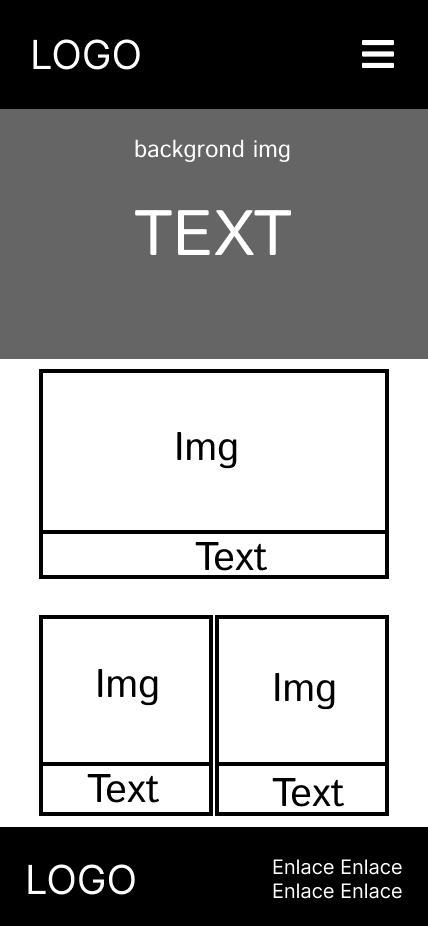 LOGO
backgrond img
TEXT
Img
Text
Img
Img
Text
Text
LOGO
Enlace Enlace
Enlace Enlace